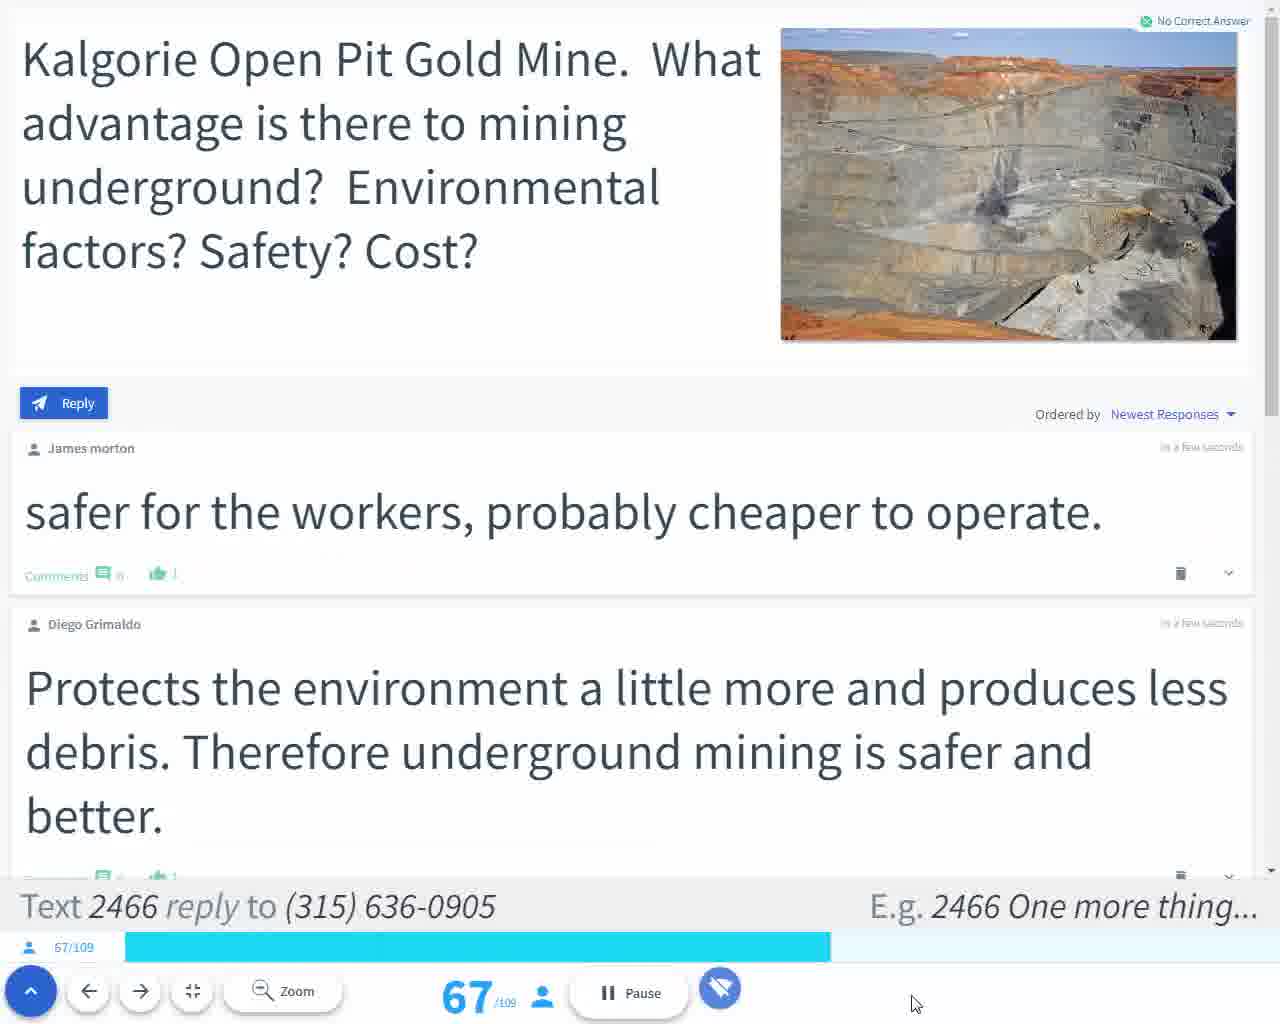 No Correct Answer
Kalgorie Open Pit Gold Mine.  What
advantage is there to mining
underground?  Environmental
factors? Safety? Cost?
Reply
Ordered by Newest Responses
James morton
in a few seconds
safer for the workers, probably cheaper to operate.
Comments 0 1
Diego Grimaldo
in a few seconds
Protects the environment a little more and produces less
debris. Therefore underground mining is safer and
better.
Text 2466 reply to (315) 636-0905
E.g. 2466 One more thing...
67/109
Zoom
67/109
Pause